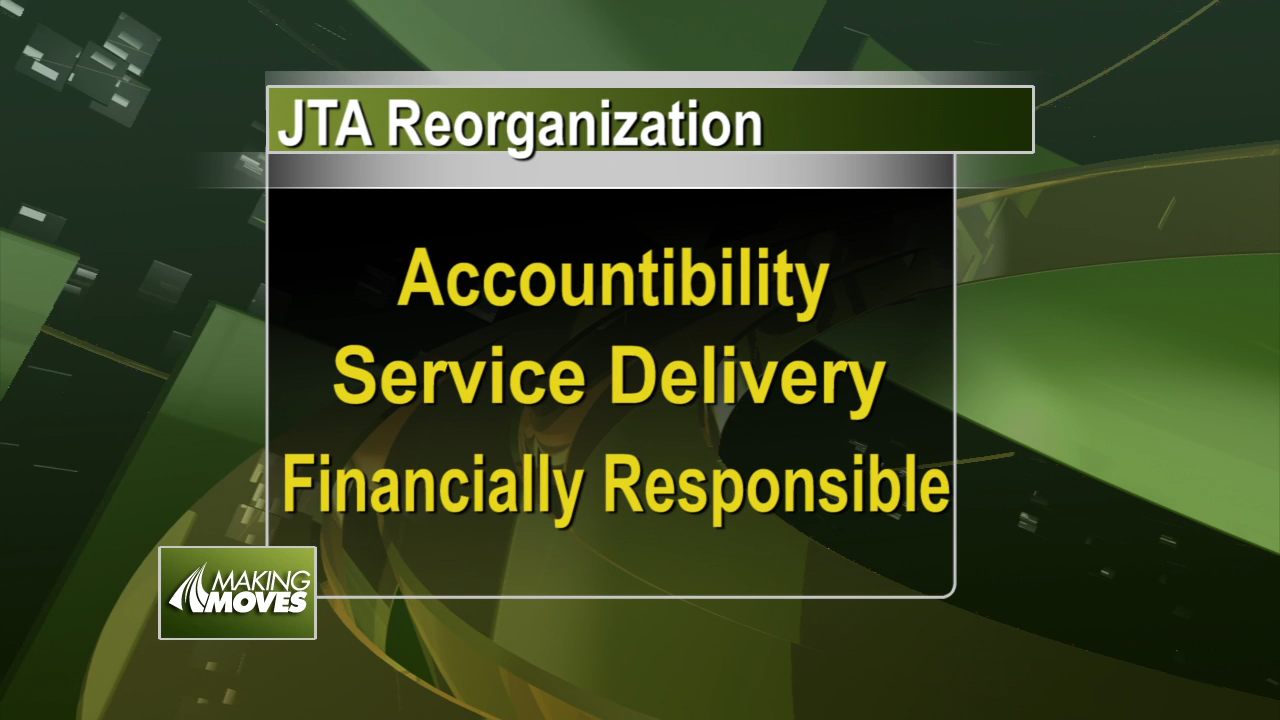 JTA Reorganization
Accountibility
Service Delivery
Financially Responsible
MAKING
MOVES